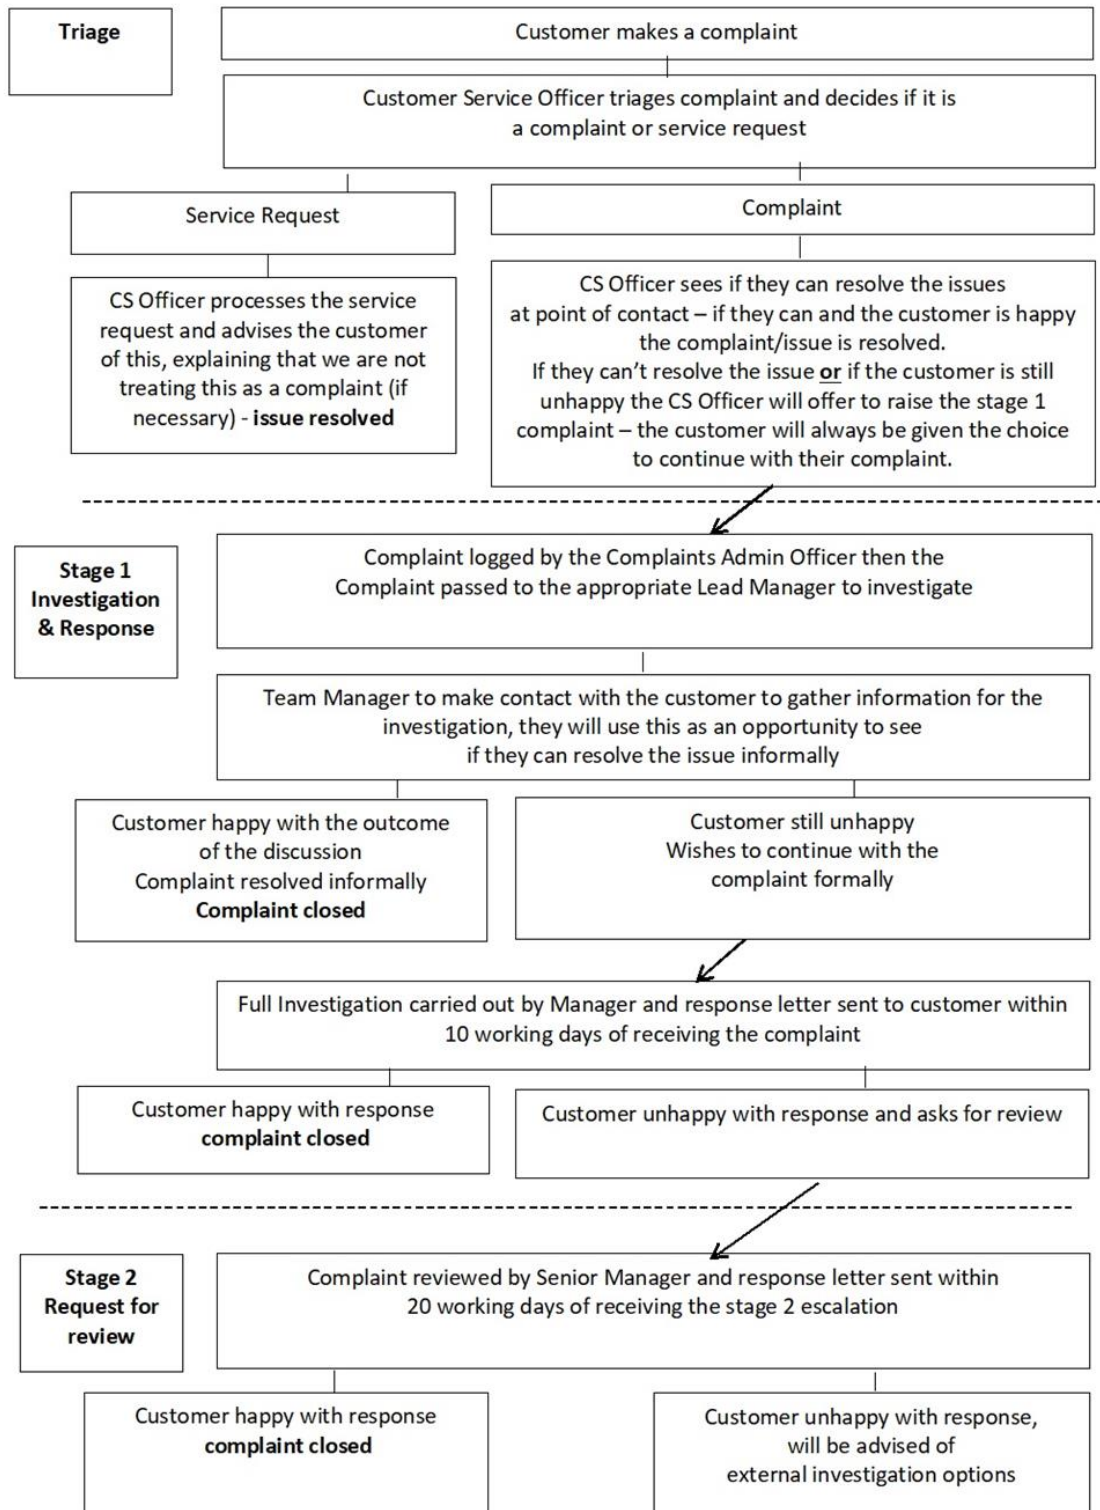 Triage
Customer makes a complaint
Customer Service Officer triages complaint and decides if it is
a complaint or service request
Service Request
Complaint
CS Officer processes the service
request and advises the customer
of this, explaining that we are not
treating this as a complaint (if
necessary) - issue resolved
CS Officer sees if they can resolve the issues
at point of contact – if they can and the customer is happy
the complaint/issue is resolved.
If they can’t resolve the issue or if the customer is still
unhappy the CS Officer will offer to raise the stage 1
complaint – the customer will always be given the choice
to continue with their complaint.
Stage 1
Investigation
& Response
Complaint logged by the Complaints Admin Officer then the
Complaint passed to the appropriate Lead Manager to investigate
Team Manager to make contact with the customer to gather information for the
investigation, they will use this as an opportunity to see
if they can resolve the issue informally
Customer happy with the outcome
of the discussion
Complaint resolved informally
Complaint closed
Customer still unhappy
Wishes to continue with the
complaint formally
Full Investigation carried out by Manager and response letter sent to customer within
10 working days of receiving the complaint
Customer happy with response
complaint closed
Customer unhappy with response and asks for review
Stage 2
Request for
review
Complaint reviewed by Senior Manager and response letter sent within
20 working days of receiving the stage 2 escalation
Customer happy with response
complaint closed
Customer unhappy with response,
will be advised of
external investigation options